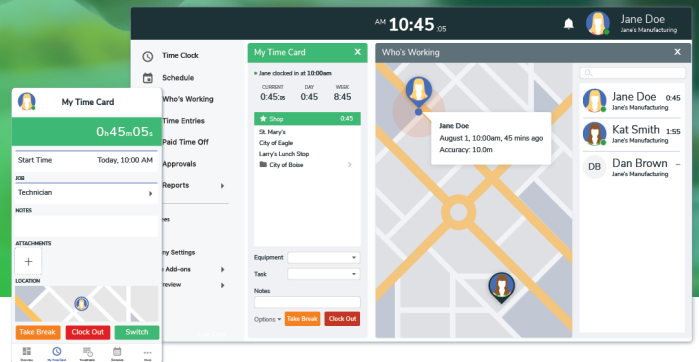 AM 10:45 :05
Jane Doe
Jane's Manufacturing
Time Clock
Schedule
Who's Working
Time Entries
Paid Time Off
Approvals
Reports
ny Settings
Add-ons
My Time Card X
Jane clocked in at 10:00am
CURRENT DAY WEEK
0:45:05 0:45 8:45
Shop 0:45
St. Mary's
City of Eagle
Larry's Lunch Stop
City of Boise
Equipment
Task
Notes
Options Take Break Clock Out
Who's Working X
Jane Doe
August 1, 10:00am, 45 mins ago
Accuracy: 10.0m
Jane Doe 0:45
Jane's Manufacturing
Kat Smith 1:55
Jane's Manufacturing
DB Dan Brown –
Jane's Manufacturing
My Time Card
0h45m05s
Start Time Today, 10:00 AM
JOB
Technician
NOTES
ATTACHMENTS
+
LOCATION
Take Break Clock Out Switch
My Time Card